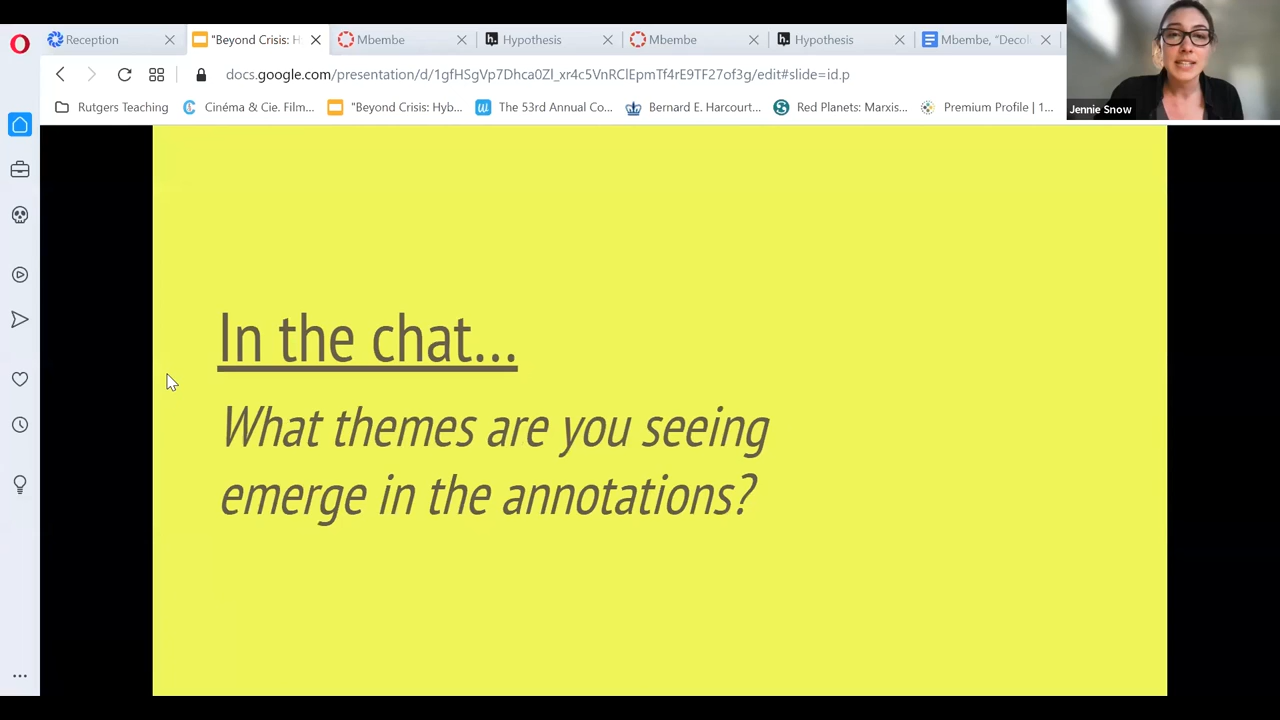 Reception
"Beyond Crisis: H
Mbembe
Hypothesis
Mbembe
Hypothesis
Mbembe, "Decol
docs.google.com/presentation/d/1gfHSgVp7Dhca0Zl_xr4c5VnRClEpmTf4rE9TF27of3g/edit#slide=id.p
Rutgers Teaching
Cinéma & Cie. Film...
"Beyond Crisis: Hyb...
The 53rd Annual Co...
Bernard E. Harcourt...
Red Planets: Marxis...
Premium Profile | 1...
Jennie Snow
In the chat...
What themes are you seeing
emerge in the annotations?